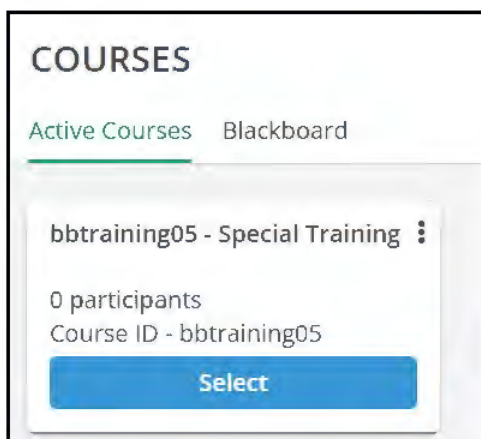 COURSES
Active Courses Blackboard
bbtraining05 - Special Training
0 participants
Course ID - bbtraining05
Select